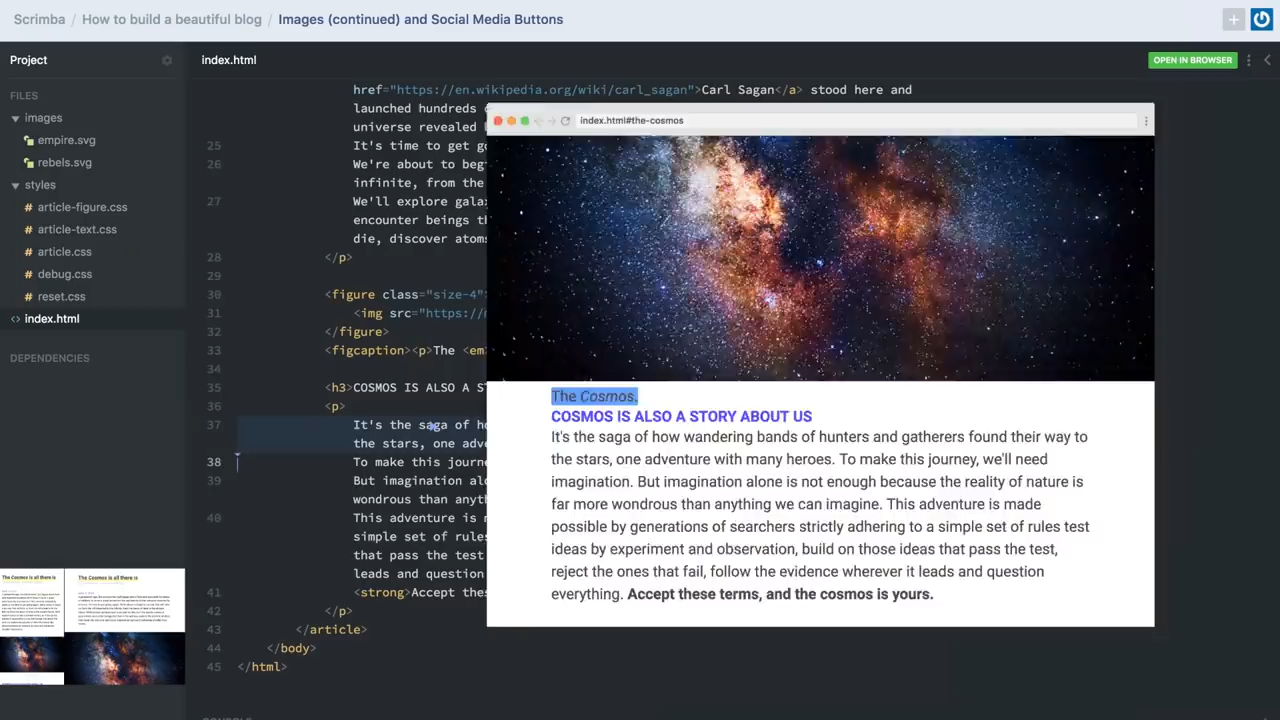 Scrimba / How to build a beautiful blog / Images (continued) and Social Media Buttons
Project
index.html
OPEN IN BROWSER
FILES
images
empire.svg
rebels.svg
styles
# article-figure.css
# article-text.css
# article.css
# debug.css
# reset.css
<> index.html
DEPENDENCIES
href="https://en.wikipedia.org/wiki/carl_sagan">Carl Sagan</a> stood here and
launched hundreds
universe revealed
25 It's time to get
26 We're about to
infinite, from the
27 We'll explore
encounter beings
die, discover atoms
28 </p>
29
30 <figure class="size-4"
31 <img src="https://
32 </figure>
33 <figcaption><p>The <em
34
35 <h3>COSMOS IS ALSO A
36 <p>
37 It's the saga of
the stars, one
38 To make this
39 But imagination
wondrous than
40 This adventure is
simple set of rules
that pass the test
leads and question
41 <strong>Accept
42 </p>
43 </article>
44 </body>
45 </html>
index.html#the-cosmos
The Cosmos.
COSMOS IS ALSO A STORY ABOUT US
It's the saga of how wandering bands of hunters and gatherers found their way to
the stars, one adventure with many heroes. To make this journey, we'll need
imagination. But imagination alone is not enough because the reality of nature is
far more wondrous than anything we can imagine. This adventure is made
possible by generations of searchers strictly adhering to a simple set of rules test
ideas by experiment and observation, build on those ideas that pass the test,
reject the ones that fail, follow the evidence wherever it leads and question
everything. Accept these terms, and the cosmos is yours.
The Cosmos is all there is
The Cosmos is all there is